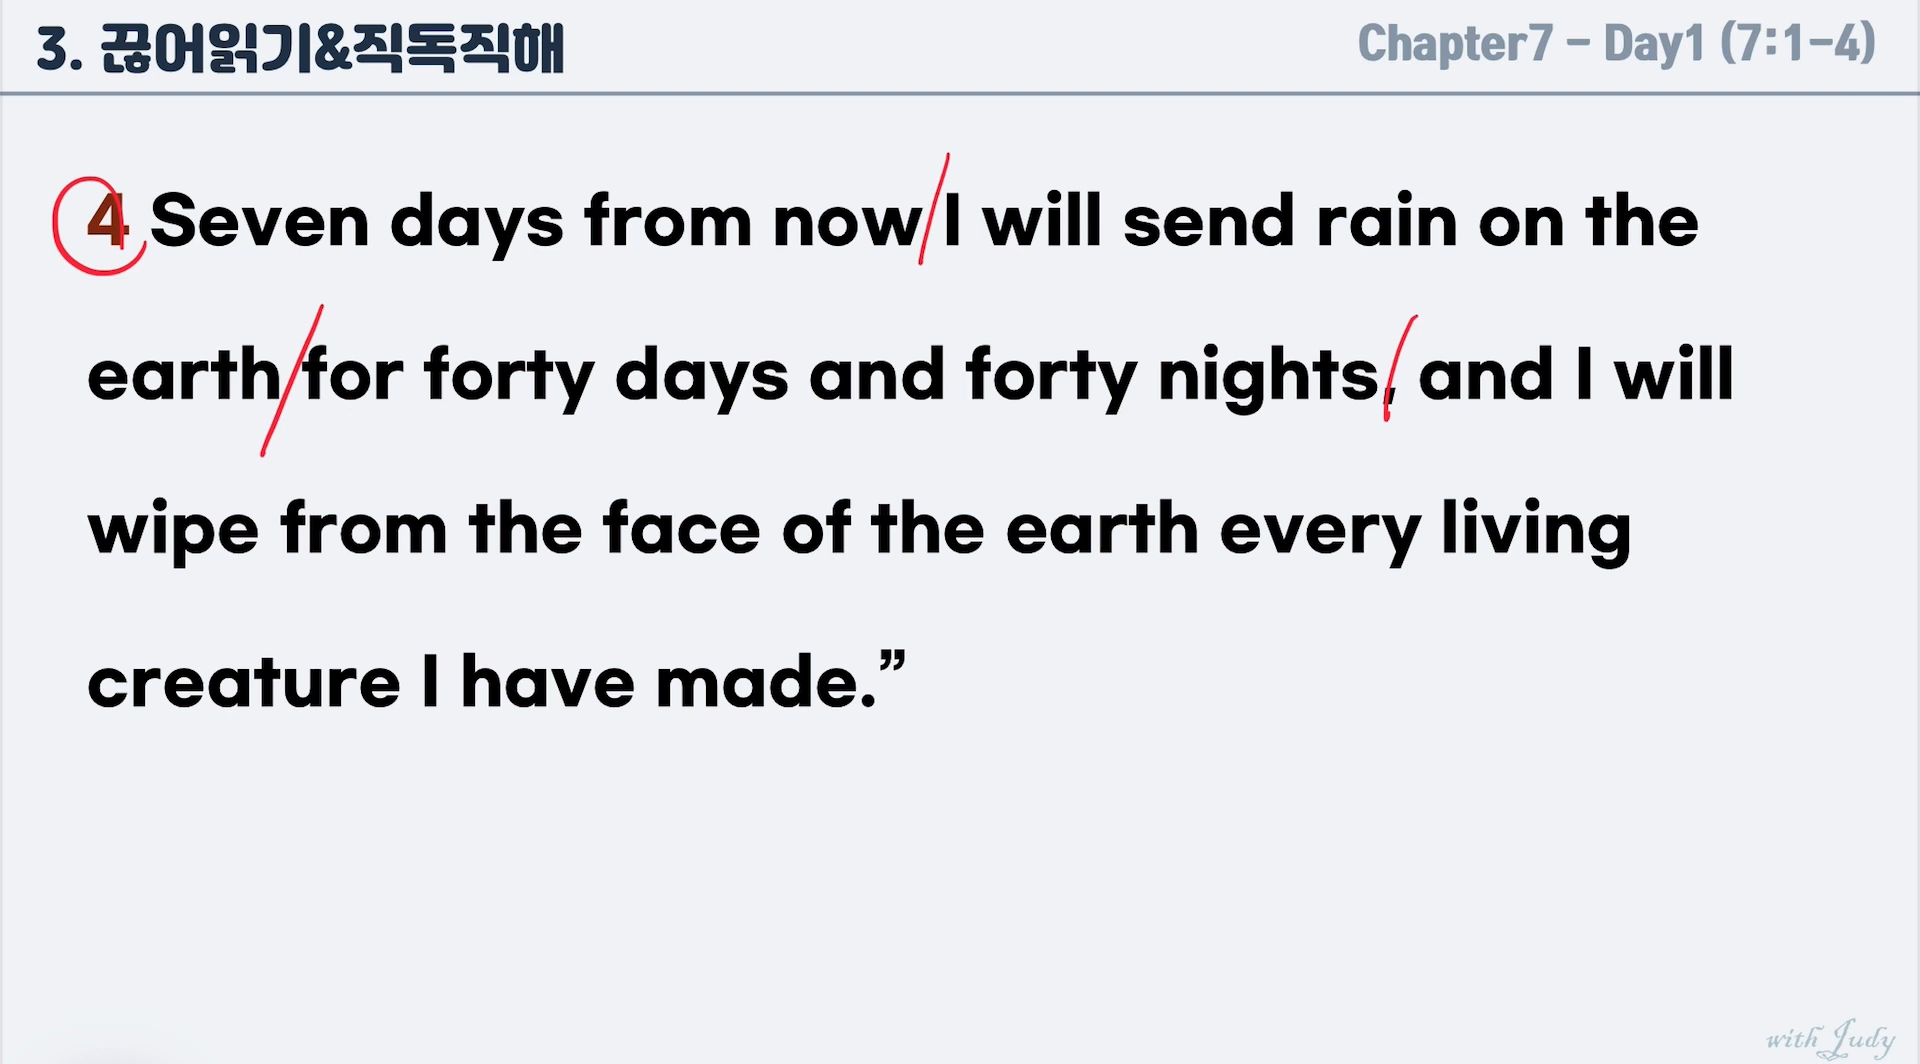 3. 끊어읽기&직독직해
Chapter7 – Day1 (7:1–4)
4 Seven days from now I will send rain on the
earth for forty days and forty nights, and I will
wipe from the face of the earth every living
creature I have made.”
with Judy